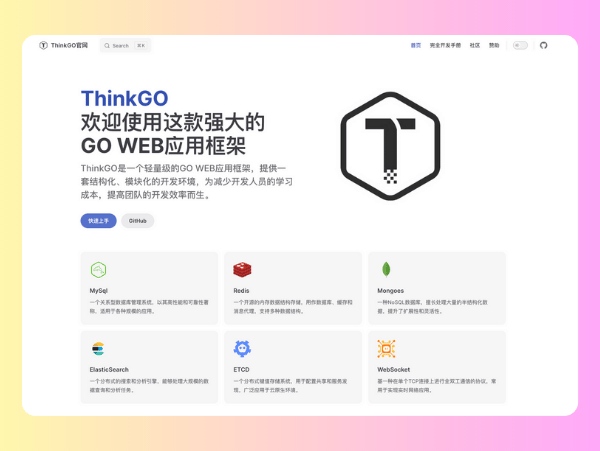 ThinkGO官网
Search
⌘K
首页
完全开发手册
社区
赞助
ThinkGO
欢迎使用这款强大的
GO WEB应用框架
ThinkGO是一个轻量级的GO WEB应用框架，提供一
套结构化、模块化的开发环境，为减少开发人员的学习
成本，提高团队的开发效率而生。
快速上手
GitHub
MySql
一个关系型数据库管理系统，以其高性能和可靠性著
称，适用于各种规模的应用。
Redis
一个开源的内存数据结构存储，用作数据库、缓存和
消息代理，支持多种数据结构。
Mongees
一种NoSQL数据库，擅长处理大量的半结构化数
据，提升了扩展性和灵活性。
ElasticSearch
一个分布式的搜索和分析引擎，能够处理大规模的数
据查询和分析任务。
ETCD
一个分布式键值存储系统，用于配置共享和服务发
现，广泛应用于云原生环境。
WebSocket
是一种在单个TCP连接上进行全双工通信的协议，常
用于实现实时网络应用。